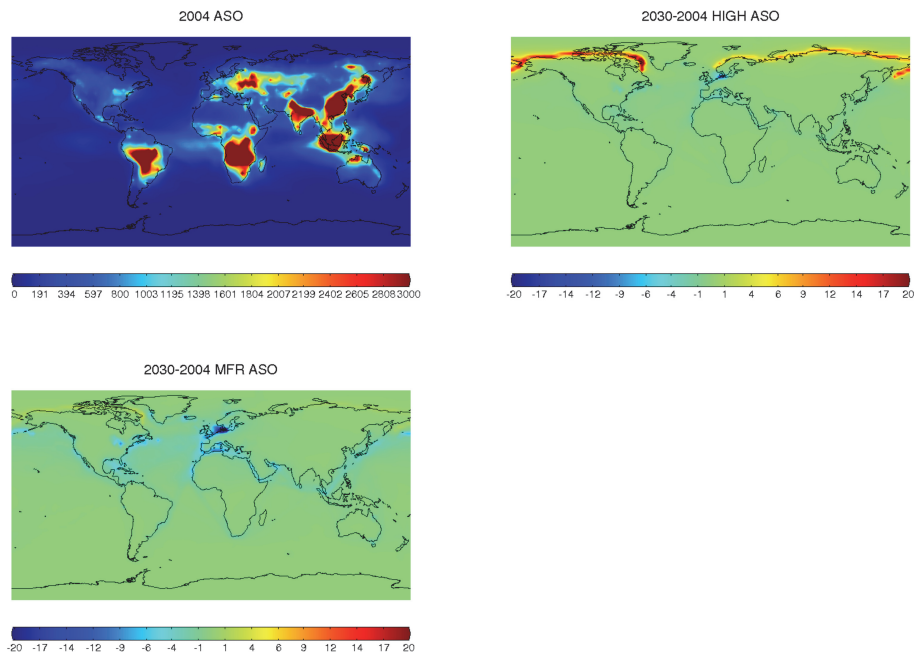 2004 ASO
0 191 394 597 800 1003 1195 1398 1601 1804 2007 2199 2402 2605 2808 3000
2030-2004 HIGH ASO
-20 -17 -14 -12 -9 -6 -4 -1 1 4 6 9 12 14 17 20
2030-2004 MFR ASO
-20 -17 -14 -12 -9 -6 -4 -1 1 4 6 9 12 14 17 20